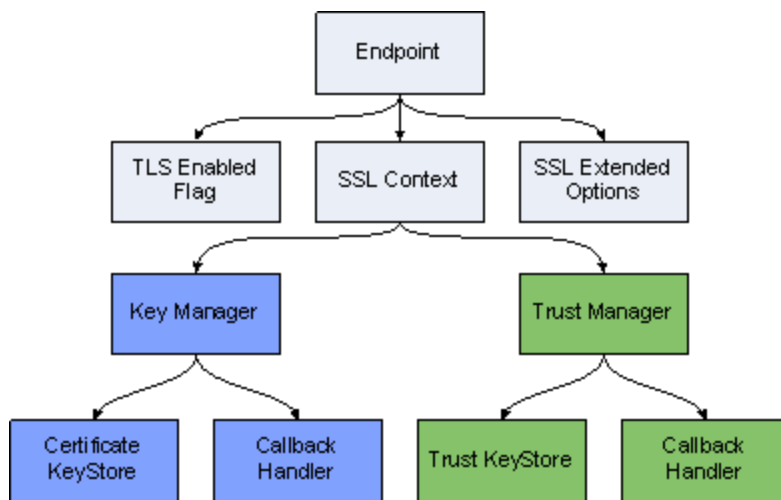 Endpoint
TLS Enabled
Flag
SSL Context
SSL Extended
Options
Key Manager
Trust Manager
Certificate
KeyStore
Callback
Handler
Trust KeyStore
Callback
Handler